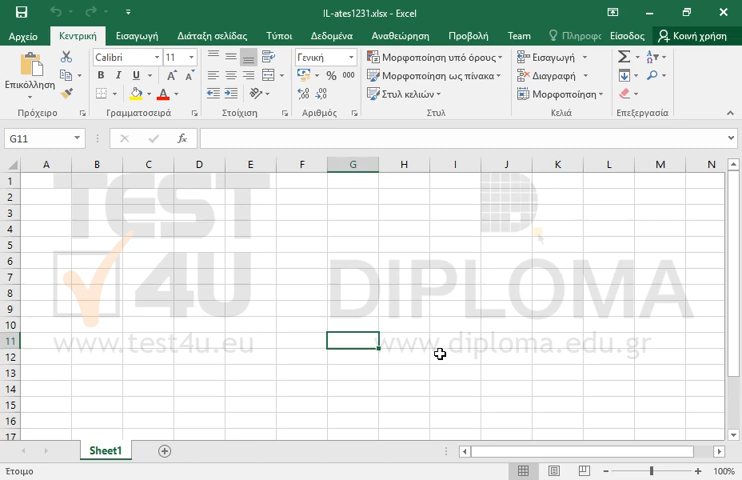 IL-ates1231.xlsx - Excel
Αρχείο Κεντρική Εισαγωγή Διάταξη σελίδας Τύποι Δεδομένα Αναθεώρηση Προβολή Team Πληροφο Είσοδος Κοινή χρήση
Επικόλληση
Calibri 11
Γενική
Μορφοποίηση υπό όρους
Εισαγωγή
B I U A A
% 000
Μορφοποίηση ως πίνακα
Διαγραφή
Στυλ κελιών
Μορφοποίηση
Πρόχειρο Γραμματοσειρά Στοίχιση Αριθμός Στυλ Κελιά Επεξεργασία
G11 fx
A B C D E F G H I J K L M N
1
2
3
4
5
6
7
8
9
10
11
12
13
14
15
16
17
TEST
4U
D.
DIPLOMA
www.test4u.eu
www.diploma.edu.gr
Sheet1
Έτοιμο 100%